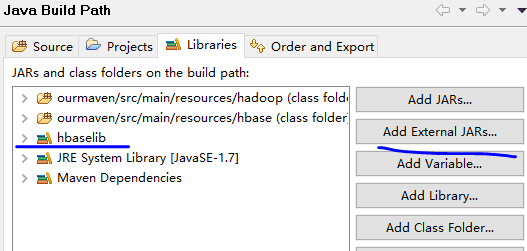 Java Build Path
Source Projects Libraries Order and Export
JARs and class folders on the build path:
ourmaven/src/main/resources/hadoop (class folde
ourmaven/src/main/resources/hbase (class folder)
hbaselib
JRE System Library [JavaSE-1.7]
Maven Dependencies
Add JARs...
Add External JARs...
Add Variable...
Add Library...
Add Class Folder...